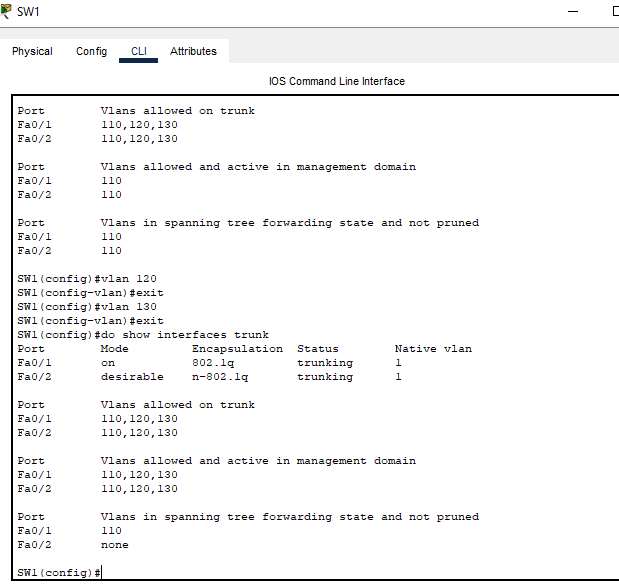 SW1
Physical Config CLI Attributes
IOS Command Line Interface
Port Vlans allowed on trunk
Fa0/1 110,120,130
Fa0/2 110,120,130
Port Vlans allowed and active in management domain
Fa0/1 110
Fa0/2 110
Port Vlans in spanning tree forwarding state and not pruned
Fa0/1 110
Fa0/2 110
SW1(config)#vlan 120
SW1(config-vlan)#exit
SW1(config)#vlan 130
SW1(config-vlan)#exit
SW1(config)#do show interfaces trunk
Port Mode Encapsulation Status Native vlan
Fa0/1 on 802.1q trunking 1
Fa0/2 desirable n-802.1q trunking 1
Port Vlans allowed on trunk
Fa0/1 110,120,130
Fa0/2 110,120,130
Port Vlans allowed and active in management domain
Fa0/1 110,120,130
Fa0/2 110,120,130
Port Vlans in spanning tree forwarding state and not pruned
Fa0/1 110
Fa0/2 none
SW1(config)#